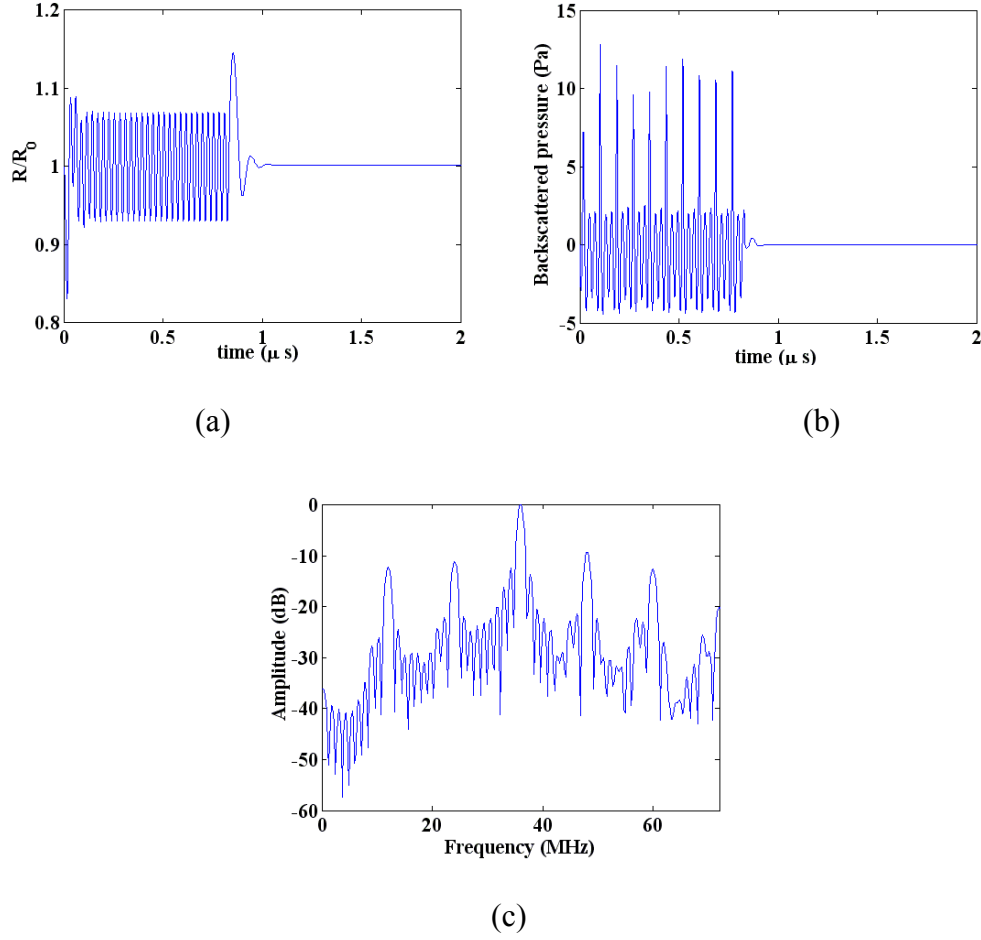 1.2
1.1
1
0.9
0.8
R/R0
0 0.5 1 1.5 2
time (μ s)
(a)
15
10
5
0
-5
Backscattered pressure (Pa)
0 0.5 1 1.5 2
time (μ s)
(b)
0
-10
-20
-30
-40
-50
-60
Amplitude (dB)
0 20 40 60
Frequency (MHz)
(c)